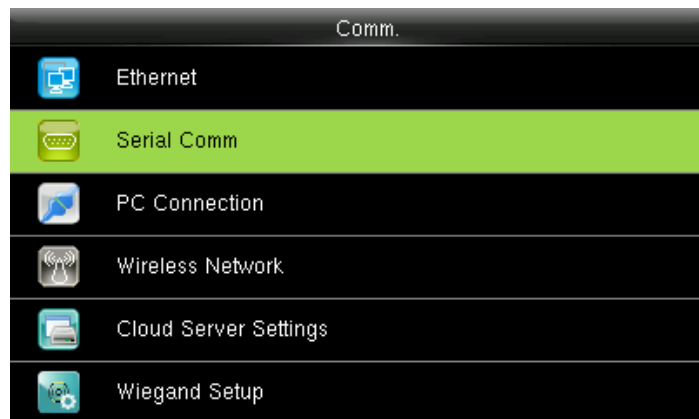 Comm.
Ethernet
Serial Comm
PC Connection
Wireless Network
Cloud Server Settings
Wiegand Setup